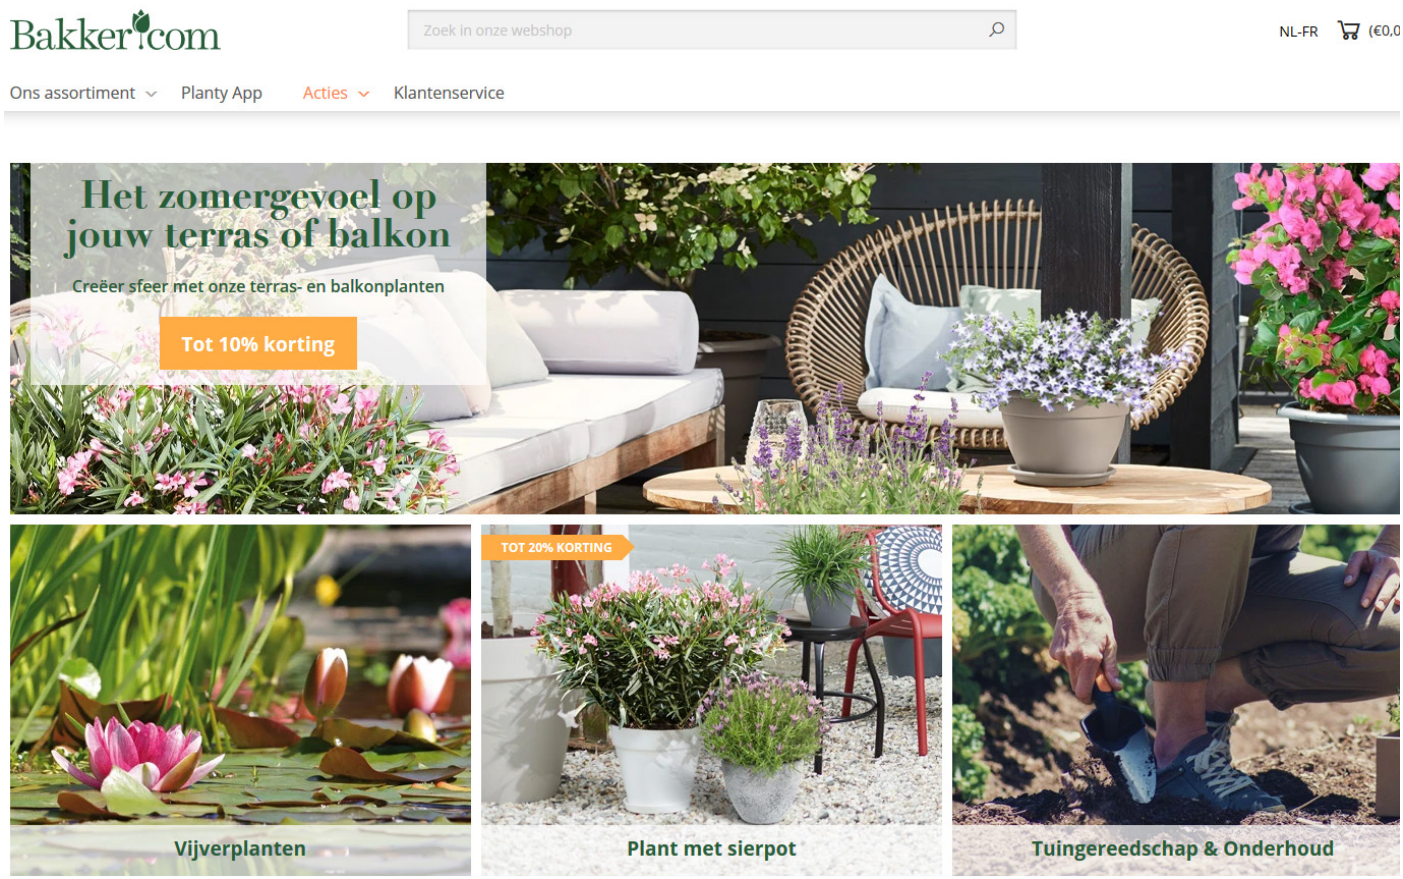 Bakker.com
Zoek in onze webshop
NL-FR
(€0,0
Ons assortiment
Planty App
Acties
Klantenservice
Het zomergevoel op
jouw terras of balkon
Creëer sfeer met onze terras- en balkonplanten
Tot 10% korting
TOT 20% KORTING
Vijverplanten
Plant met sierpot
Tuingereedschap & Onderhoud